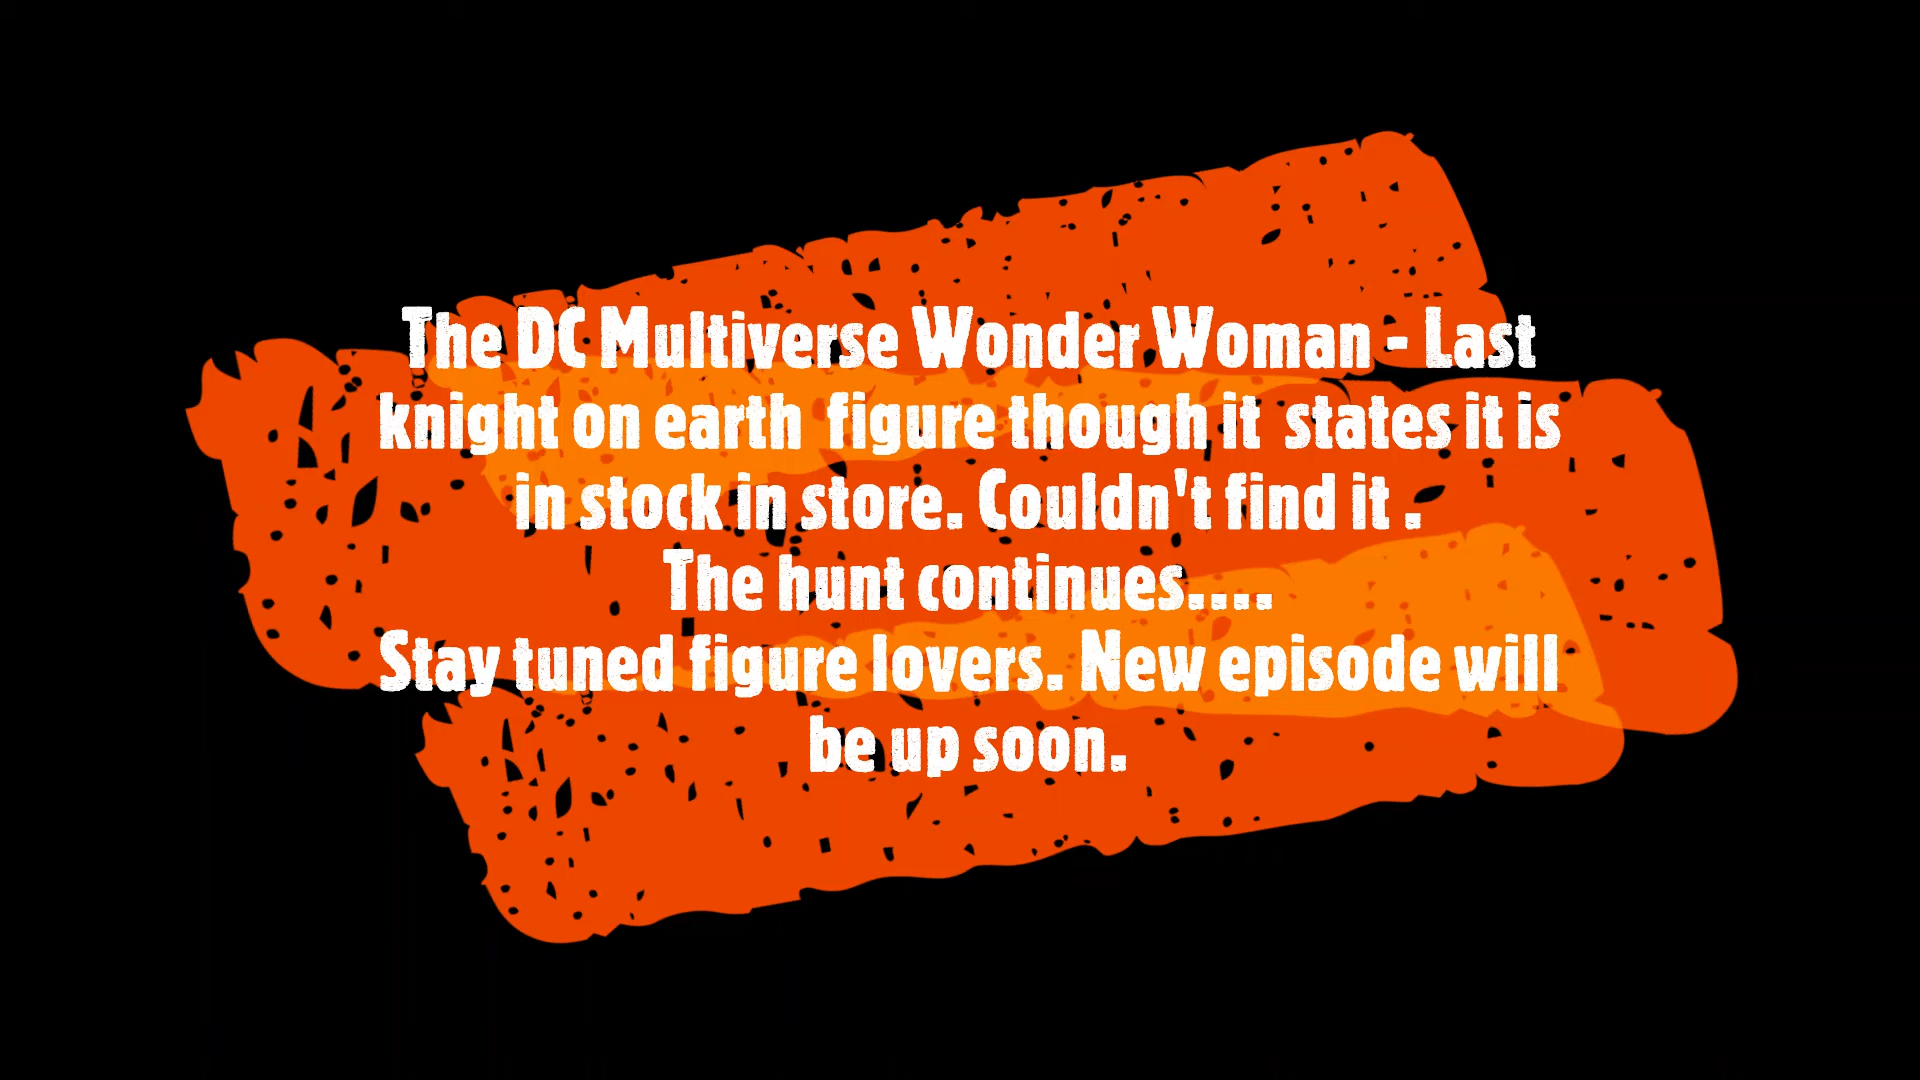 The DC Multiverse Wonder Woman - Last
knight on earth  figure though it  states it is
in stock in store. Couldn't find it .
The hunt continues....
Stay tuned figure lovers. New episode will
be up soon.